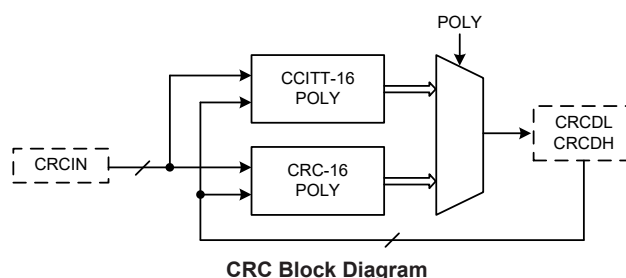 POLY
CCITT-16
POLY
CRCIN
CRC-16
POLY
CRCDL
CRCDH
CRC Block Diagram